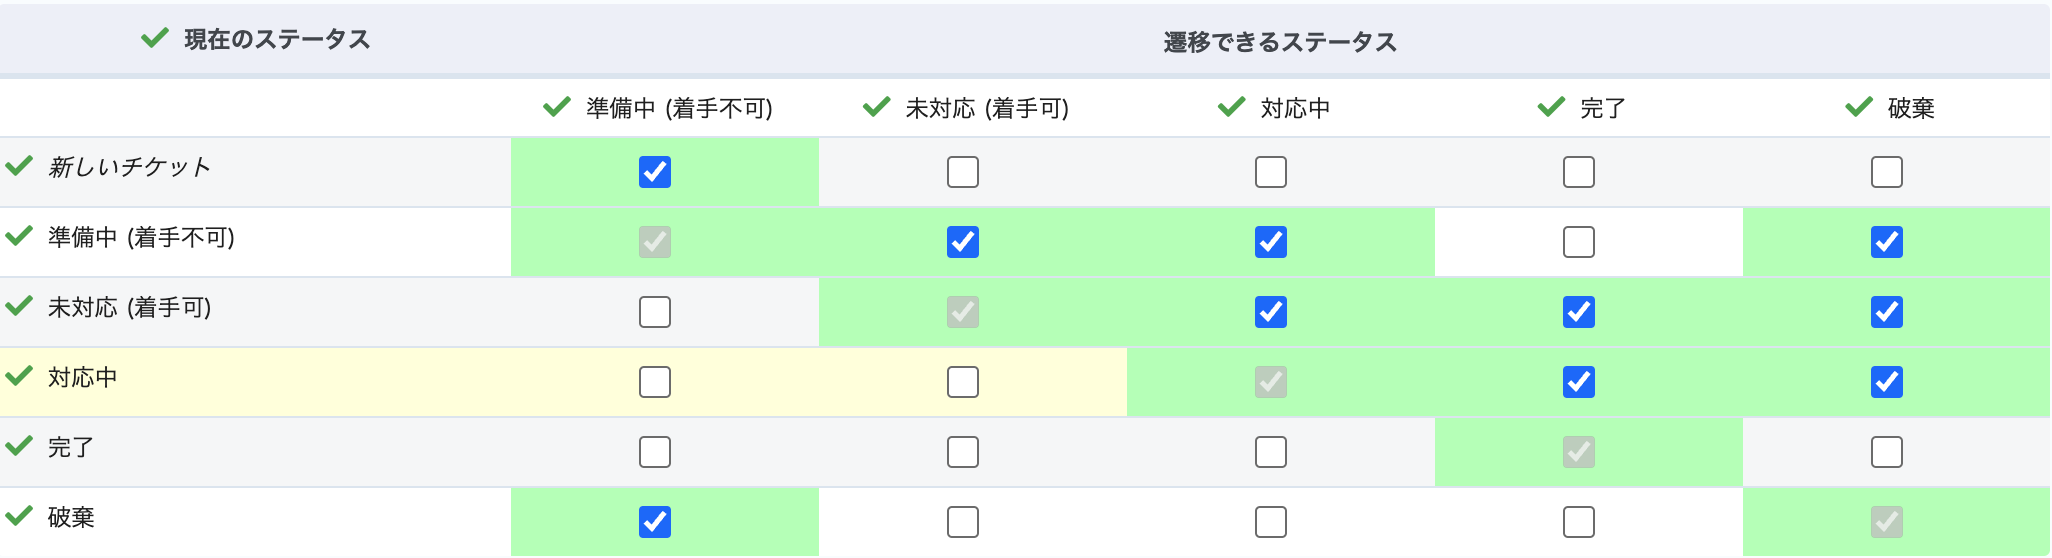 現在のステータス 遷移できるステータス
準備中 (着手不可) 未対応 (着手可) 対応中 完了 破棄
新しいチケット
準備中 (着手不可)
未対応 (着手可)
対応中
完了
破棄